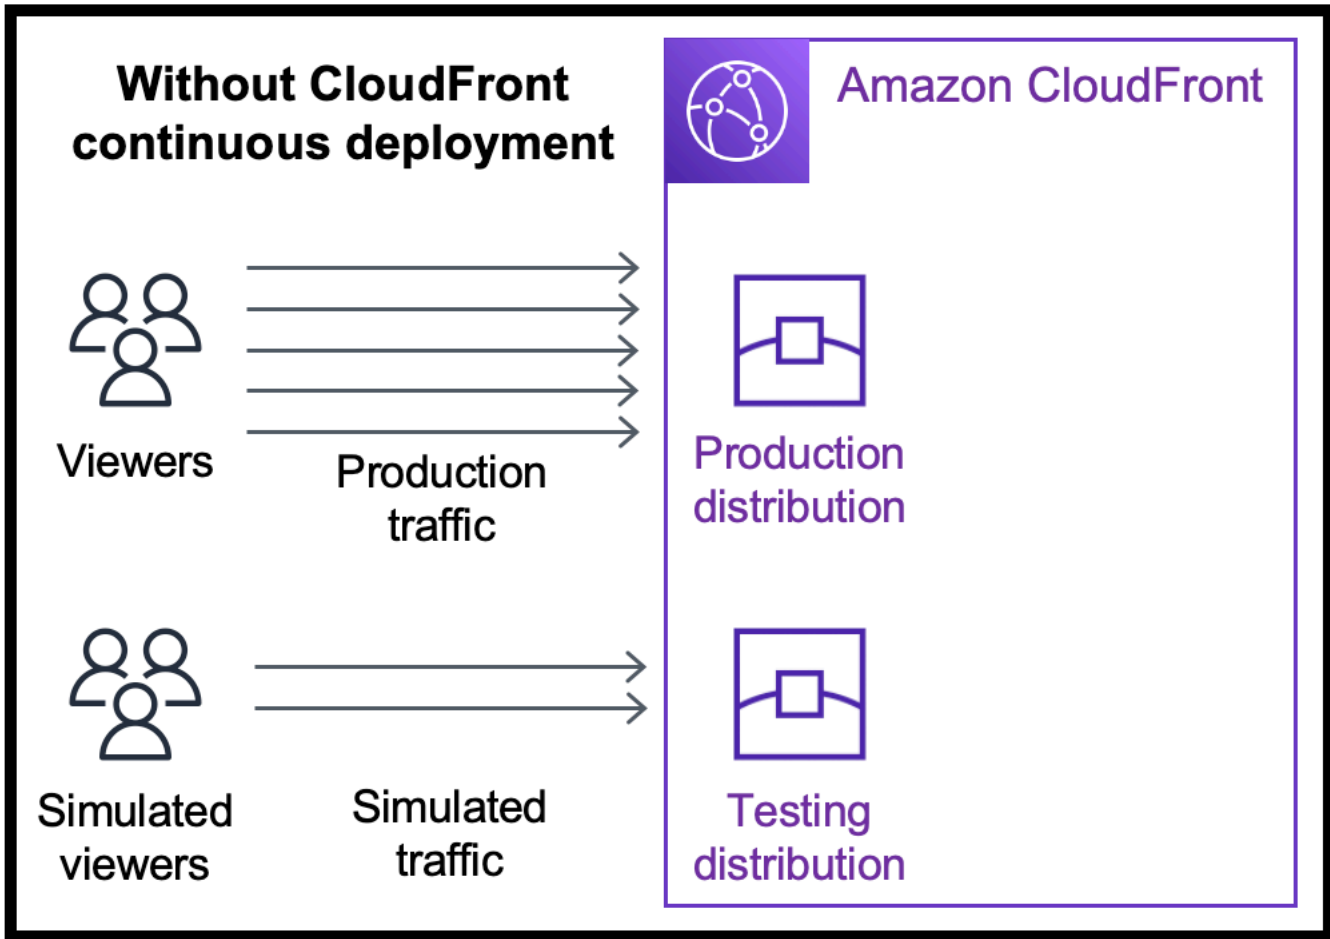 Without CloudFront
continuous deployment
Amazon CloudFront
Viewers
Production
traffic
Production
distribution
Simulated
viewers
Simulated
traffic
Testing
distribution